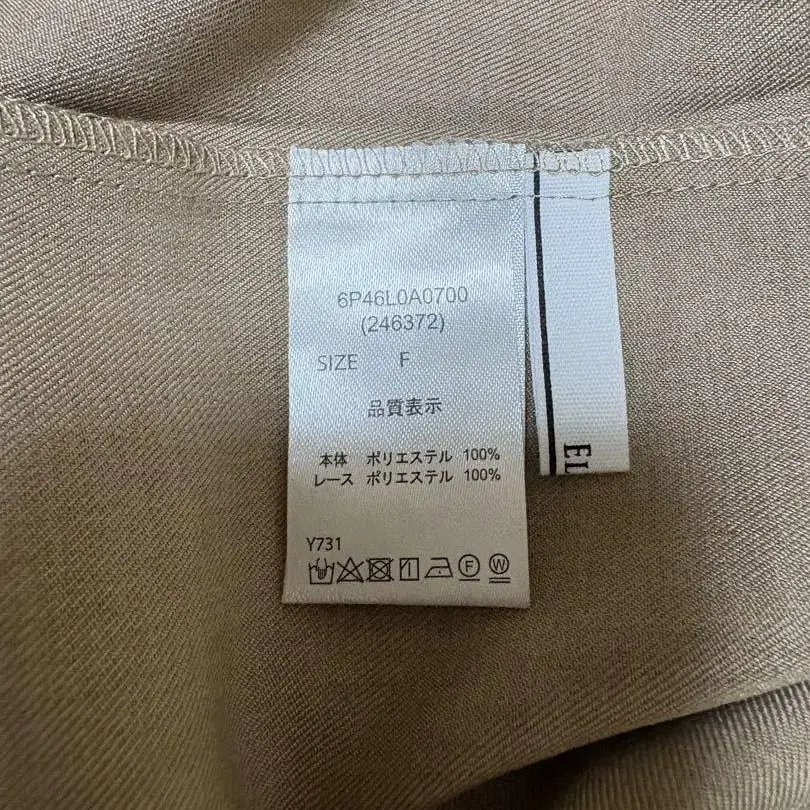 6P46L0A0700
(246372)
SIZE F
品質表示
本体 ポリエステル 100%
レース ポリエステル 100%
Y731
F W